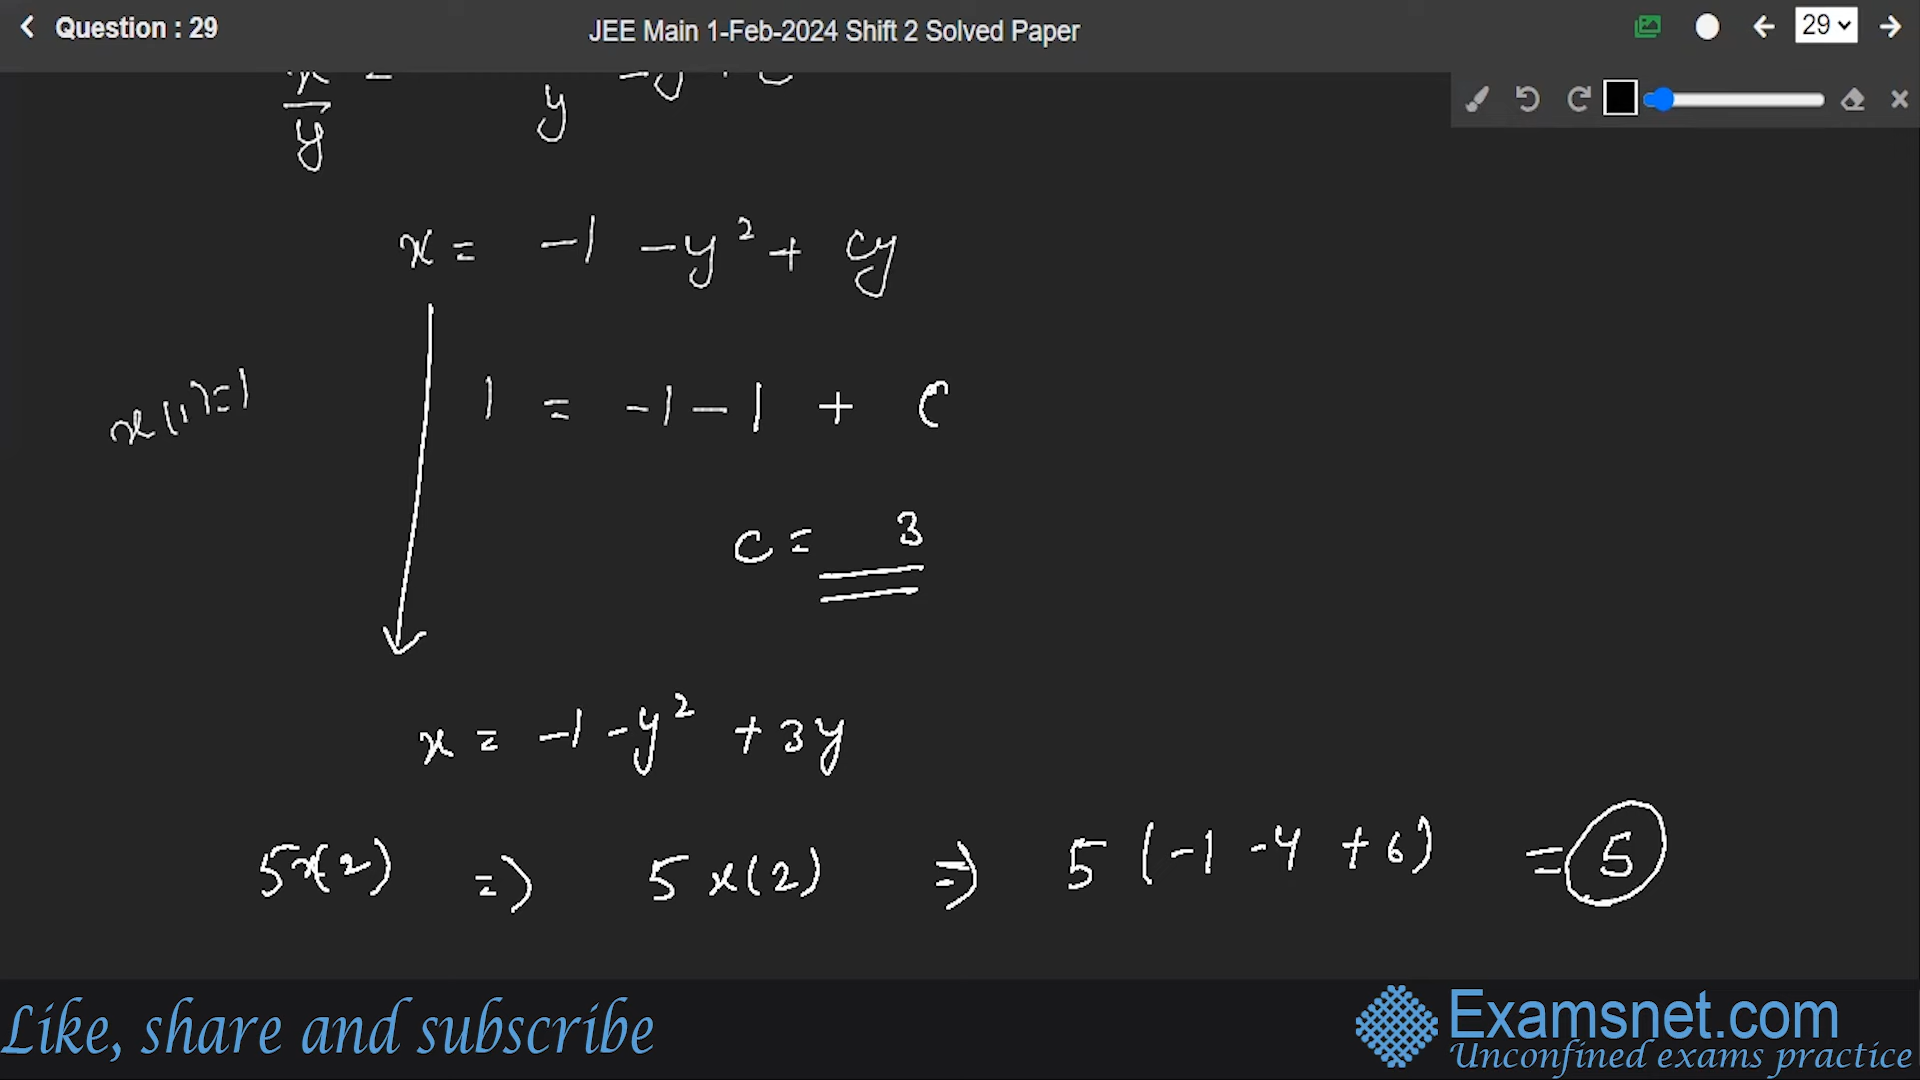 Question : 29
JEE Main 1-Feb-2024 Shift 2 Solved Paper
29
y
y
x = -1 -y² + cy
x(1)=1
1 = -1 -1 + C
c = 3
x = -1 -y² + 3y
5x(2) => 5x(2) => 5(-1 -4 +6) = 5
Like, share and subscribe
Examsnet.com
Unconfined exams practice